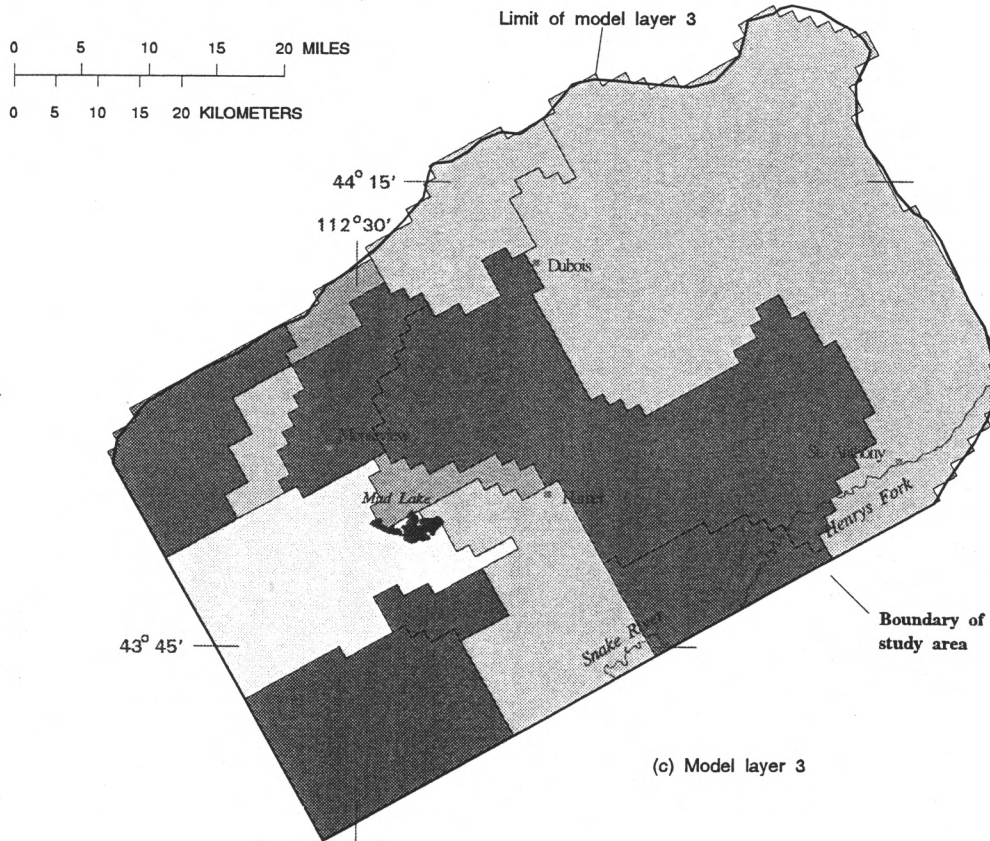 Limit of model layer 3
0 5 10 15 20 MILES
0 5 10 15 20 KILOMETERS
44° 15'
112° 30'
Dubois
Monteview
St. Anthony
Mud Lake
Hamer
Henrys Fork
Boundary of
study area
43° 45'
Snake River
(c) Model layer 3